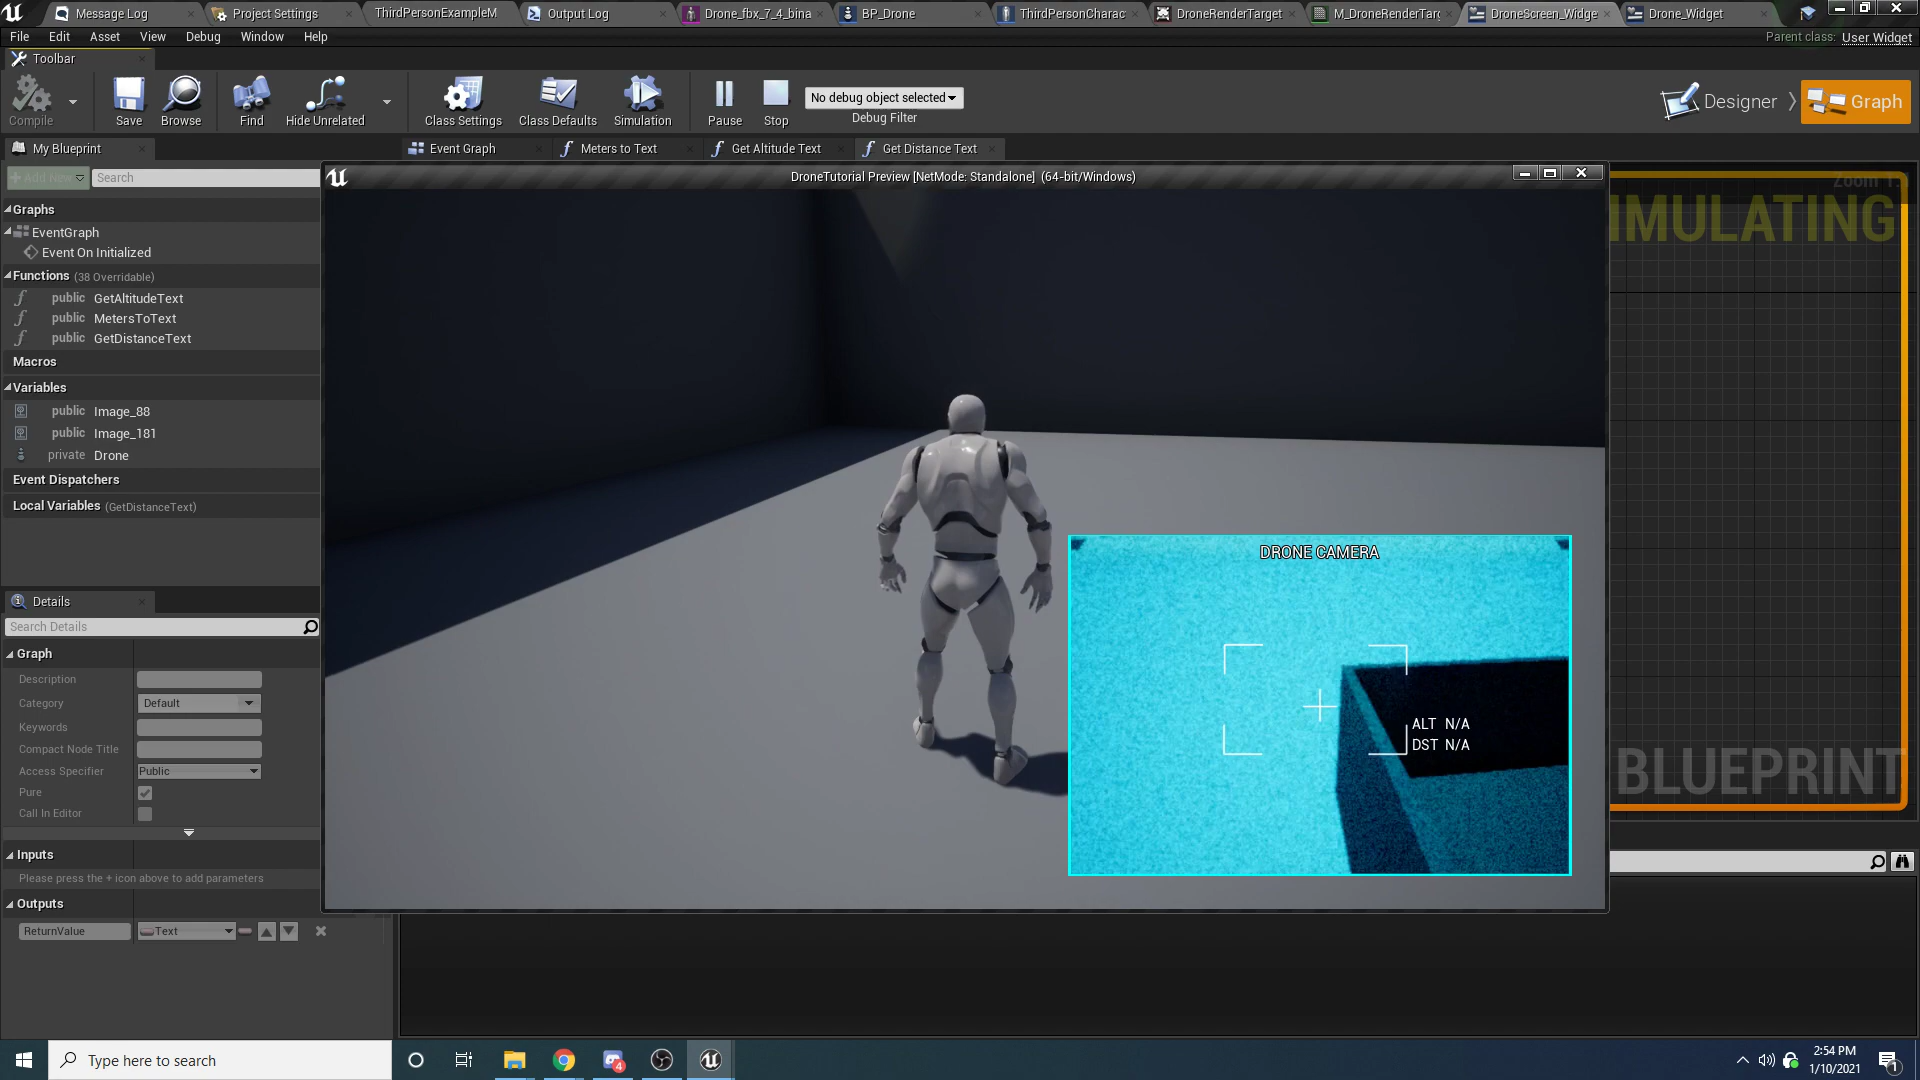 Message Log
Project Settings
ThirdPersonExampleM
Output Log
Drone_fbx_7_4_bina
BP_Drone
ThirdPersonCharac
DroneRenderTarget
M_DroneRenderTarg
DroneScreen_Widge
Drone_Widget
File Edit Asset View Debug Window Help
Parent class: User Widget
Toolbar
Compile
Save
Browse
Find
Hide Unrelated
Class Settings
Class Defaults
Simulation
Pause
Stop
No debug object selected
Debug Filter
Designer
Graph
My Blueprint
Event Graph
Meters to Text
Get Altitude Text
Get Distance Text
Add New
Search
DroneTutorial Preview [NetMode: Standalone] (64-bit/Windows)
IMULATING
Graphs
EventGraph
Event On Initialized
Functions (38 Overridable)
public GetAltitudeText
public MetersToText
public GetDistanceText
Macros
Variables
public Image_88
public Image_181
private Drone
Event Dispatchers
Local Variables (GetDistanceText)
DRONE CAMERA
ALT N/A
DST N/A
BLUEPRINT
Details
Search Details
Graph
Description
Category Default
Keywords
Compact Node Title
Access Specifier Public
Pure
Call In Editor
Inputs
Please press the + icon above to add parameters
Outputs
ReturnValue Text
Type here to search
4
2:54 PM
1/10/2021
1